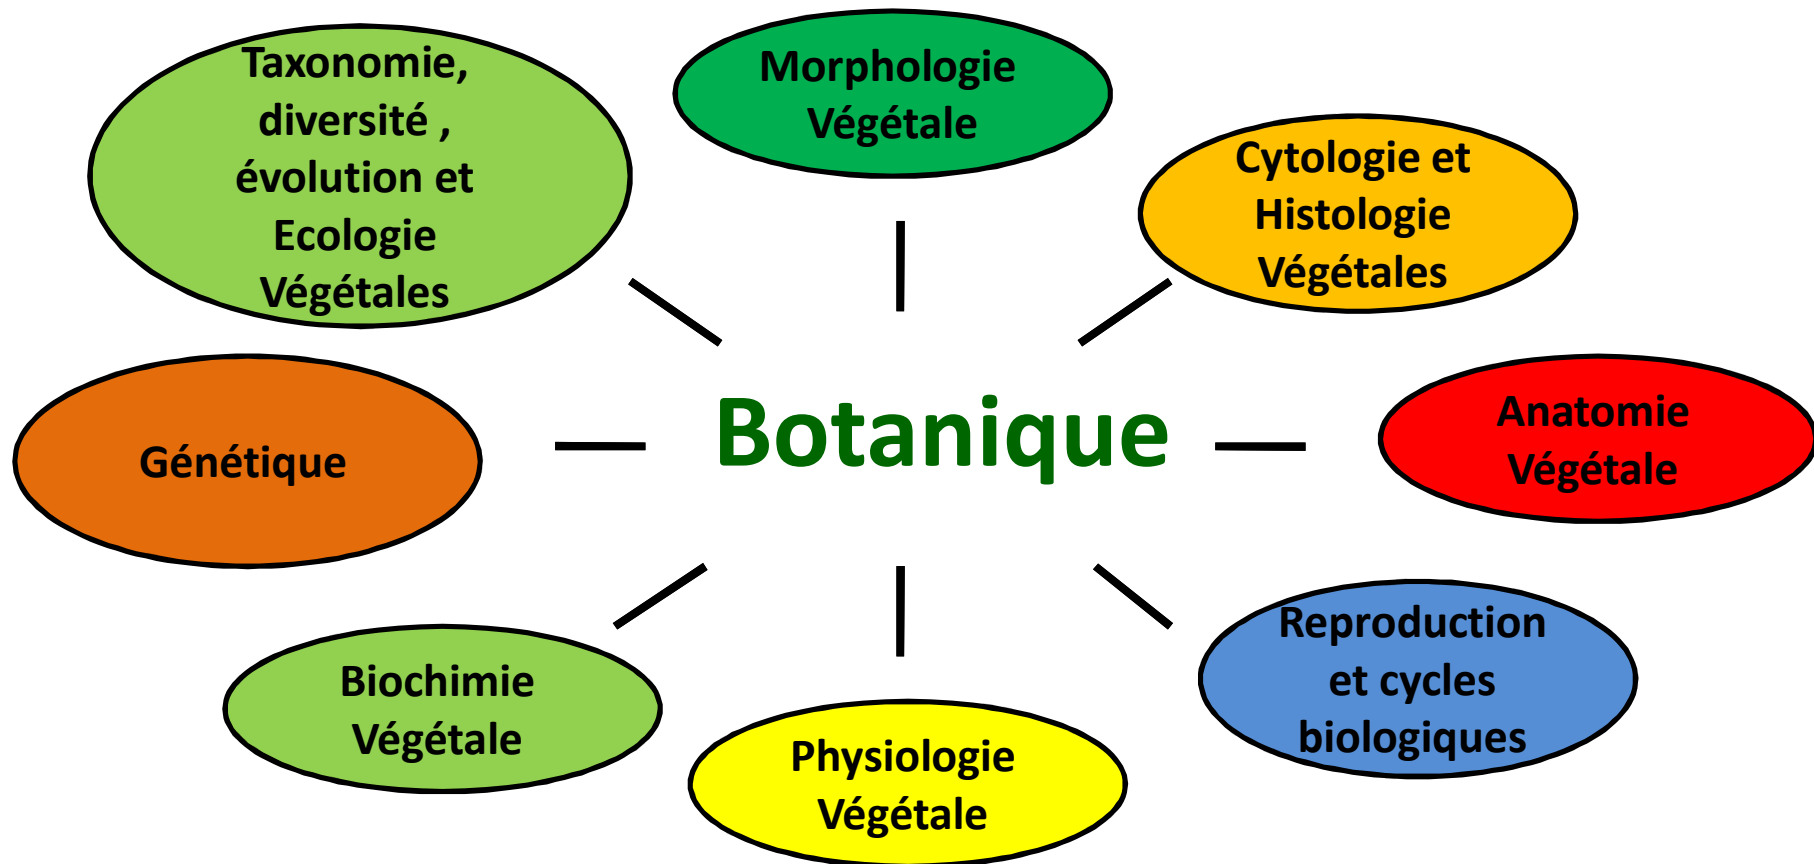 Taxonomie,
diversité ,
évolution et
Ecologie
Végétales
Morphologie
Végétale
Cytologie et
Histologie
Végétales
Génétique
Botanique
Anatomie
Végétale
Biochimie
Végétale
Physiologie
Végétale
Reproduction
et cycles
biologiques